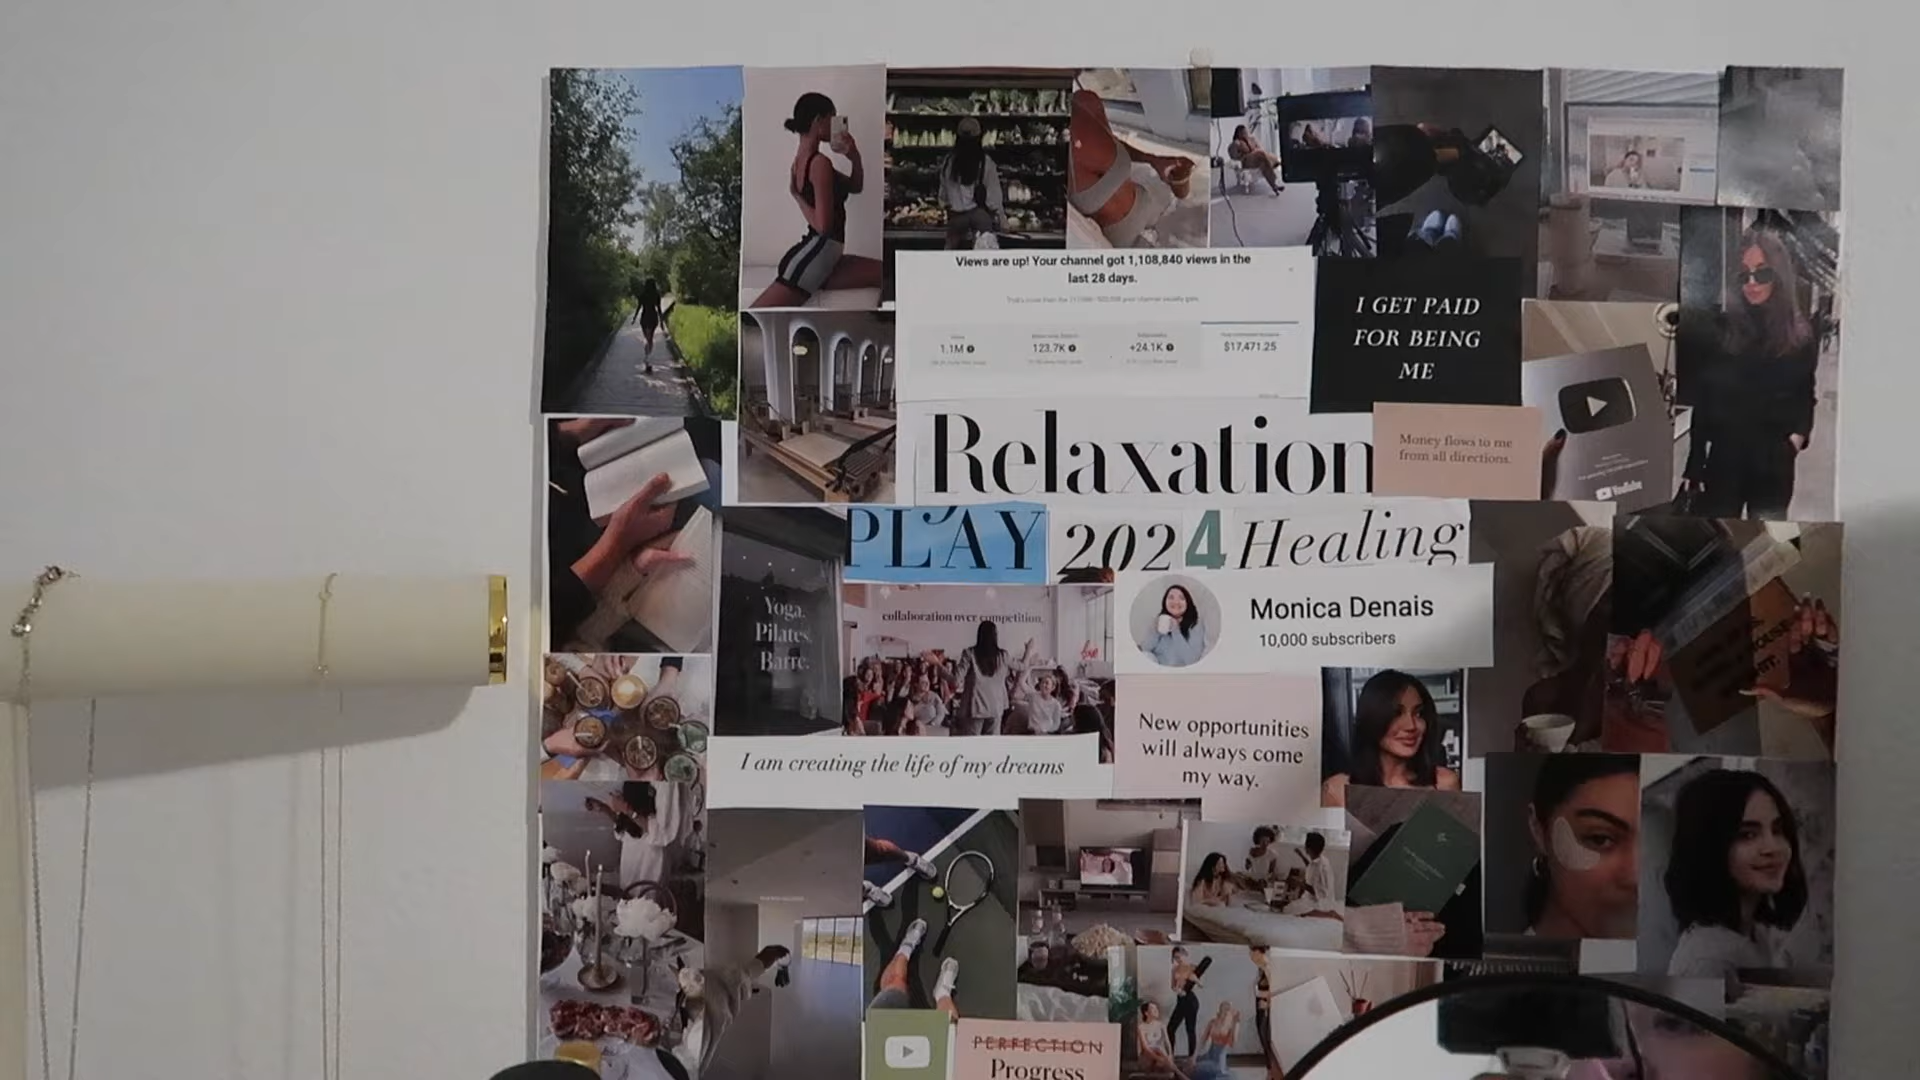 Views are up! Your channel got 1,108,840 views in the
last 28 days.
1.1M
123.7K
+24.1K
$17,471.25
I GET PAID
FOR BEING
ME
Relaxation
Money flows to me
from all directions.
YouTube
PLAY
2024
Healing
Yoga.
Pilates.
Barre.
collaboration over competition.
Monica Denais
10,000 subscribers
New opportunities
will always come
my way.
I am creating the life of my dreams
PERFECTION
Progress